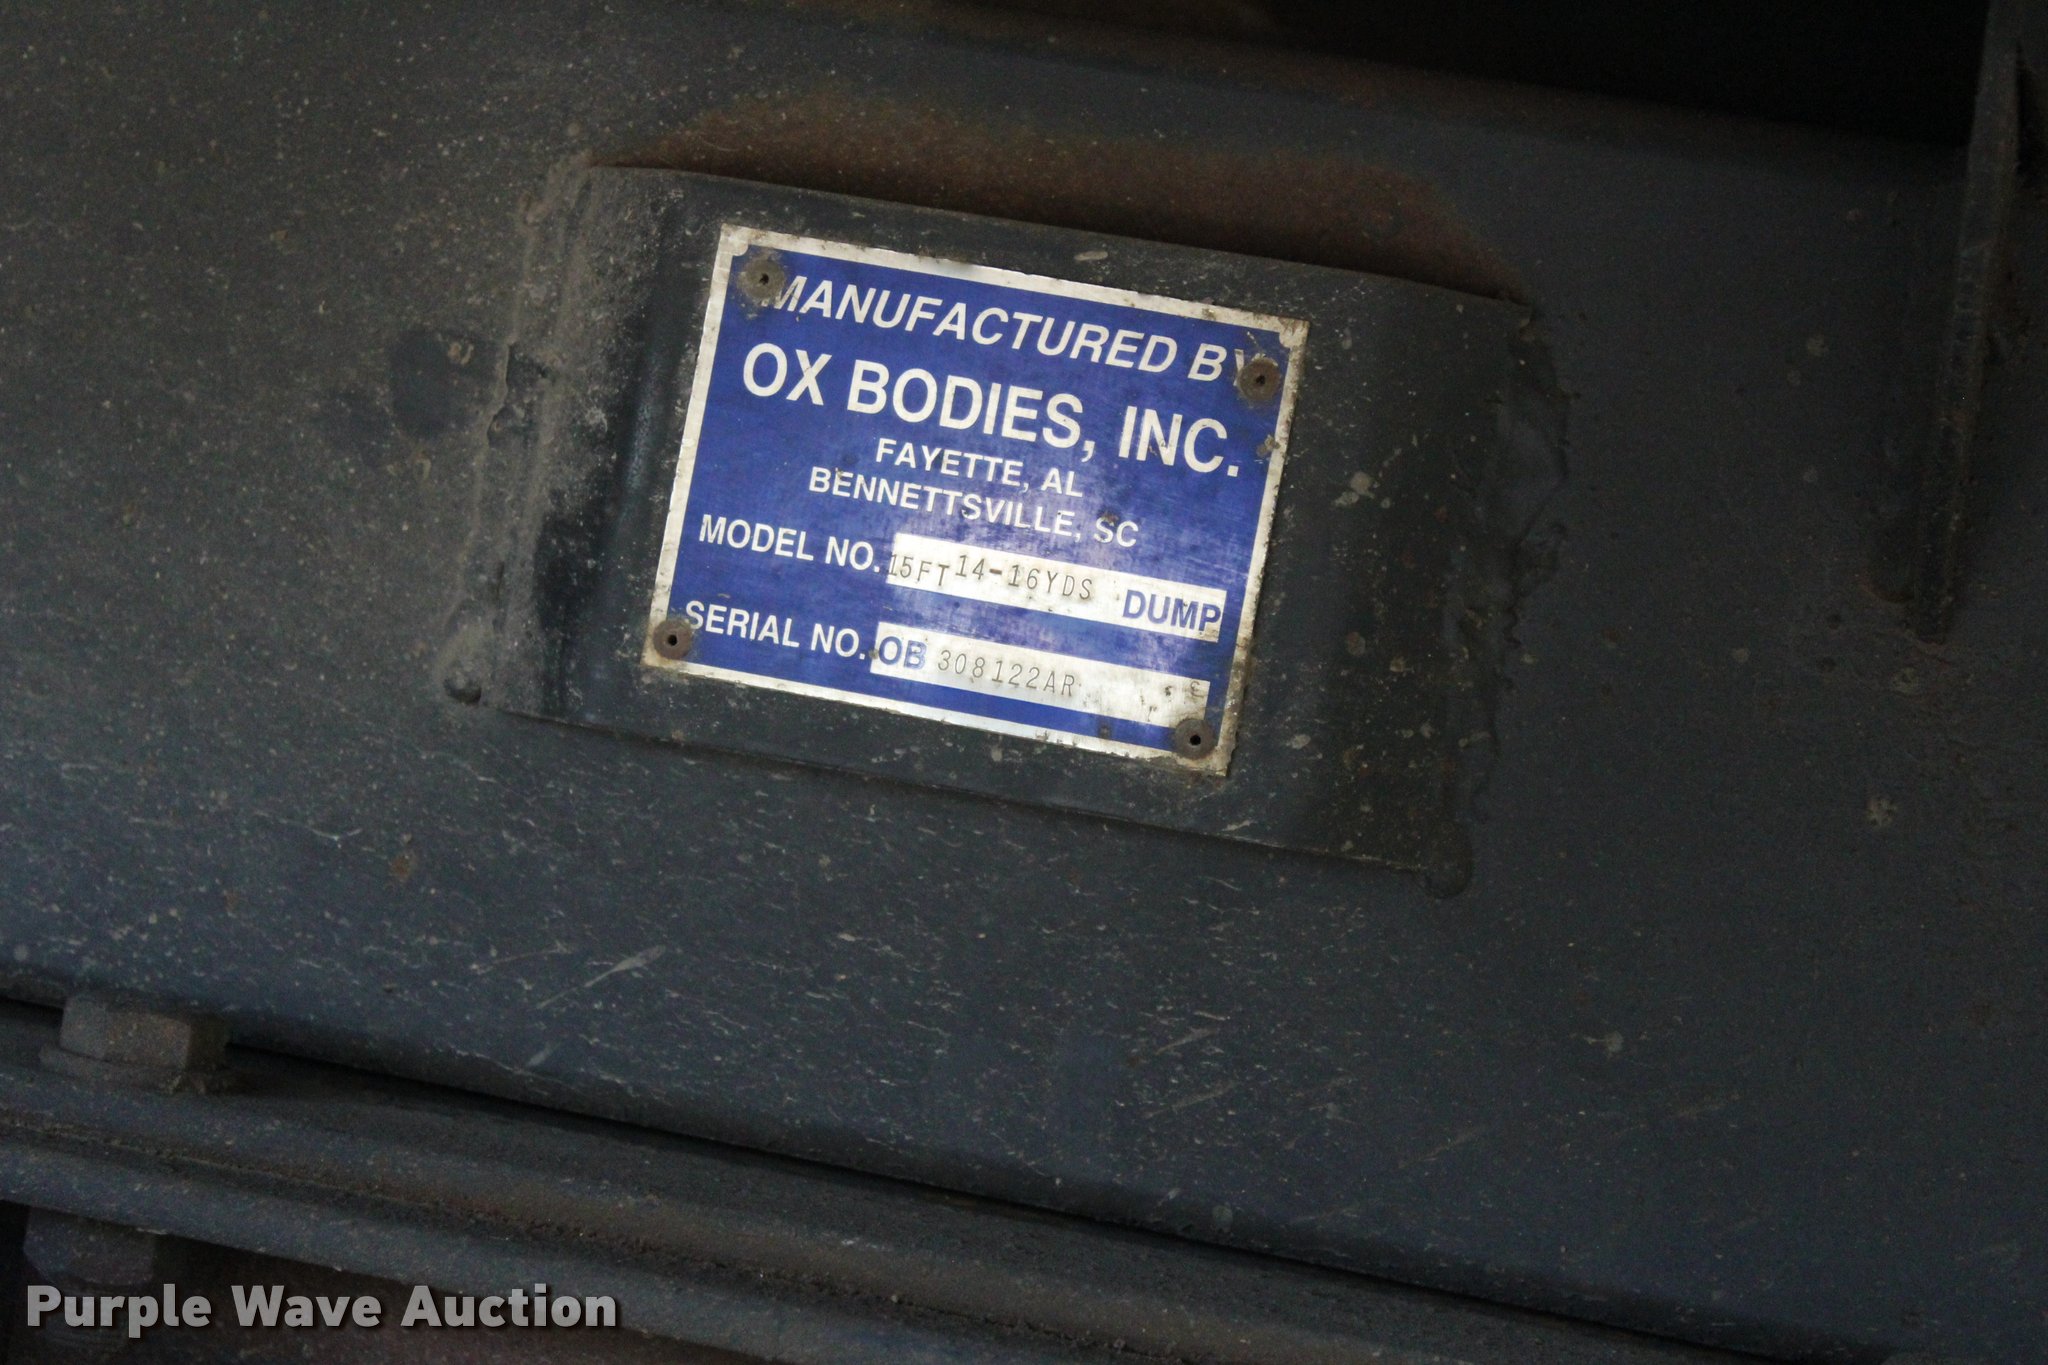 MANUFACTURED BY
OX BODIES, INC.
FAYETTE, AL
BENNETTSVILLE, SC
MODEL NO. 15FT 14-16YDS DUMP
SERIAL NO. OB 308122AR
Purple Wave Auction